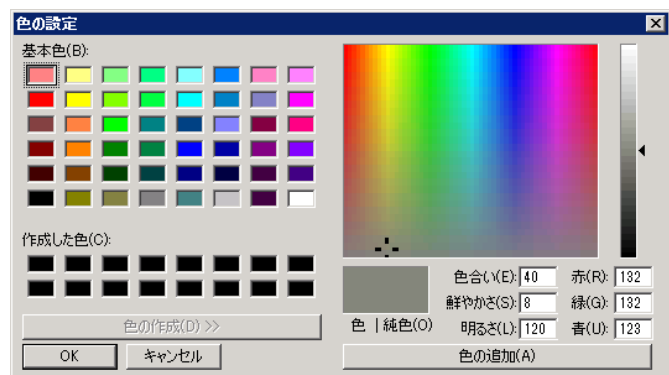 色の設定
基本色(B):
作成した色(C):
色の作成(D) >>
OK キャンセル
色 | 純色(O)
色合い(E): 40 赤(R): 132
鮮やかさ(S): 8 緑(G): 132
明るさ(L): 120 青(U): 123
色の追加(A)